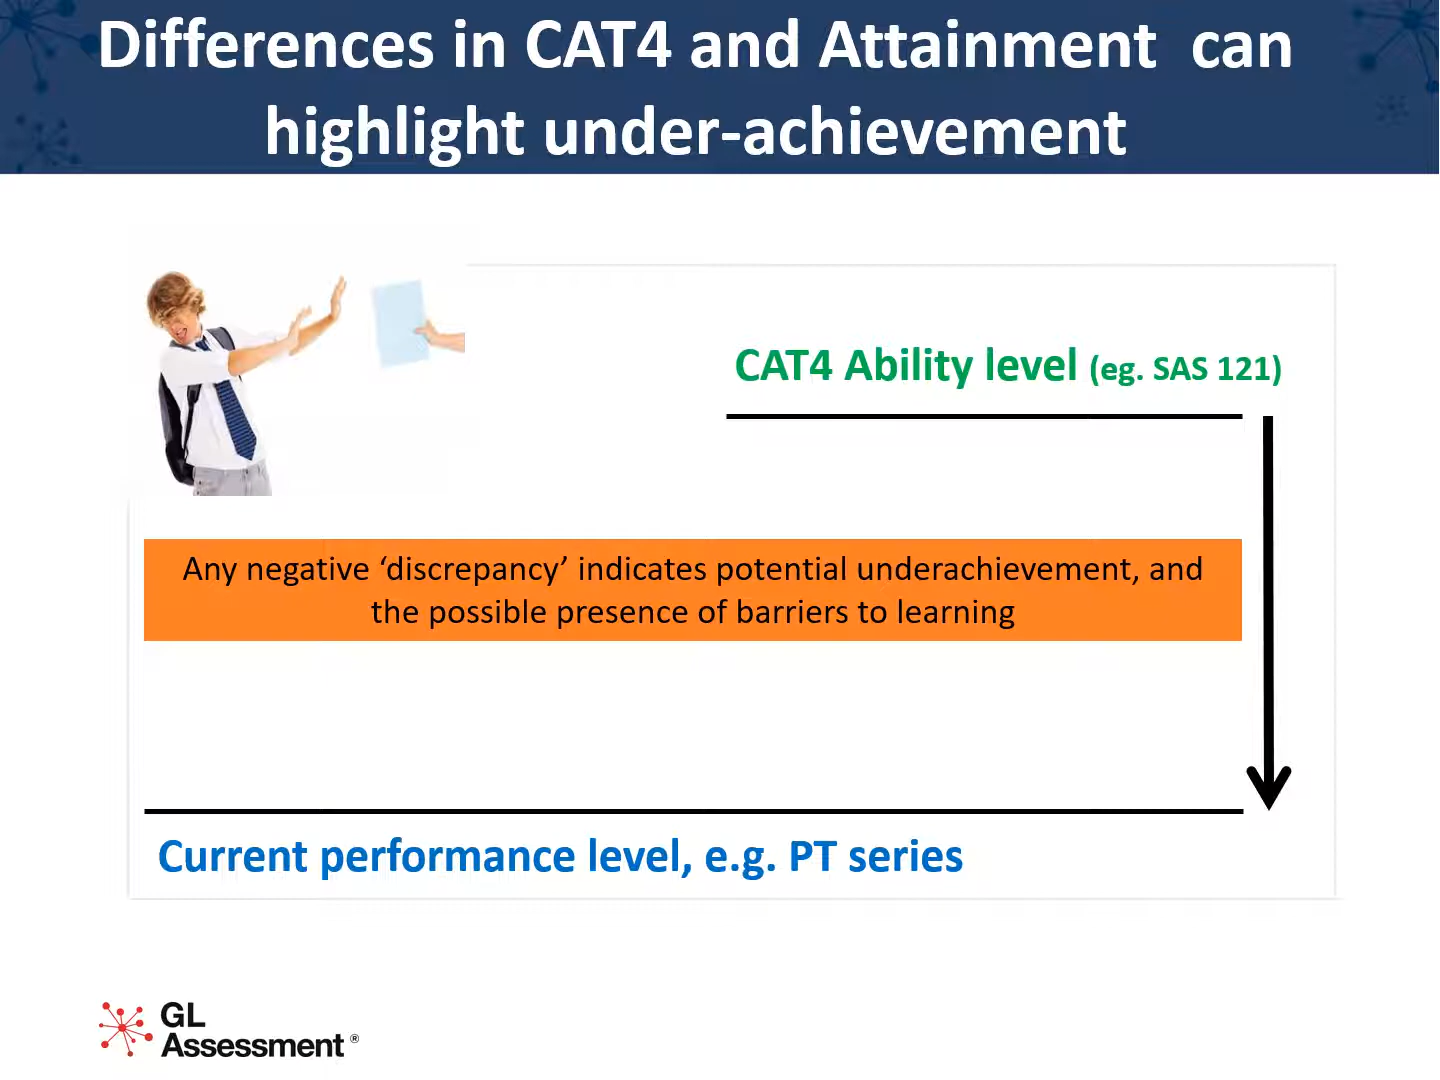 Differences in CAT4 and Attainment  can
highlight under-achievement
CAT4 Ability level (eg. SAS 121)
Any negative ‘discrepancy’ indicates potential underachievement, and
the possible presence of barriers to learning
Current performance level, e.g. PT series
GL
Assessment ®